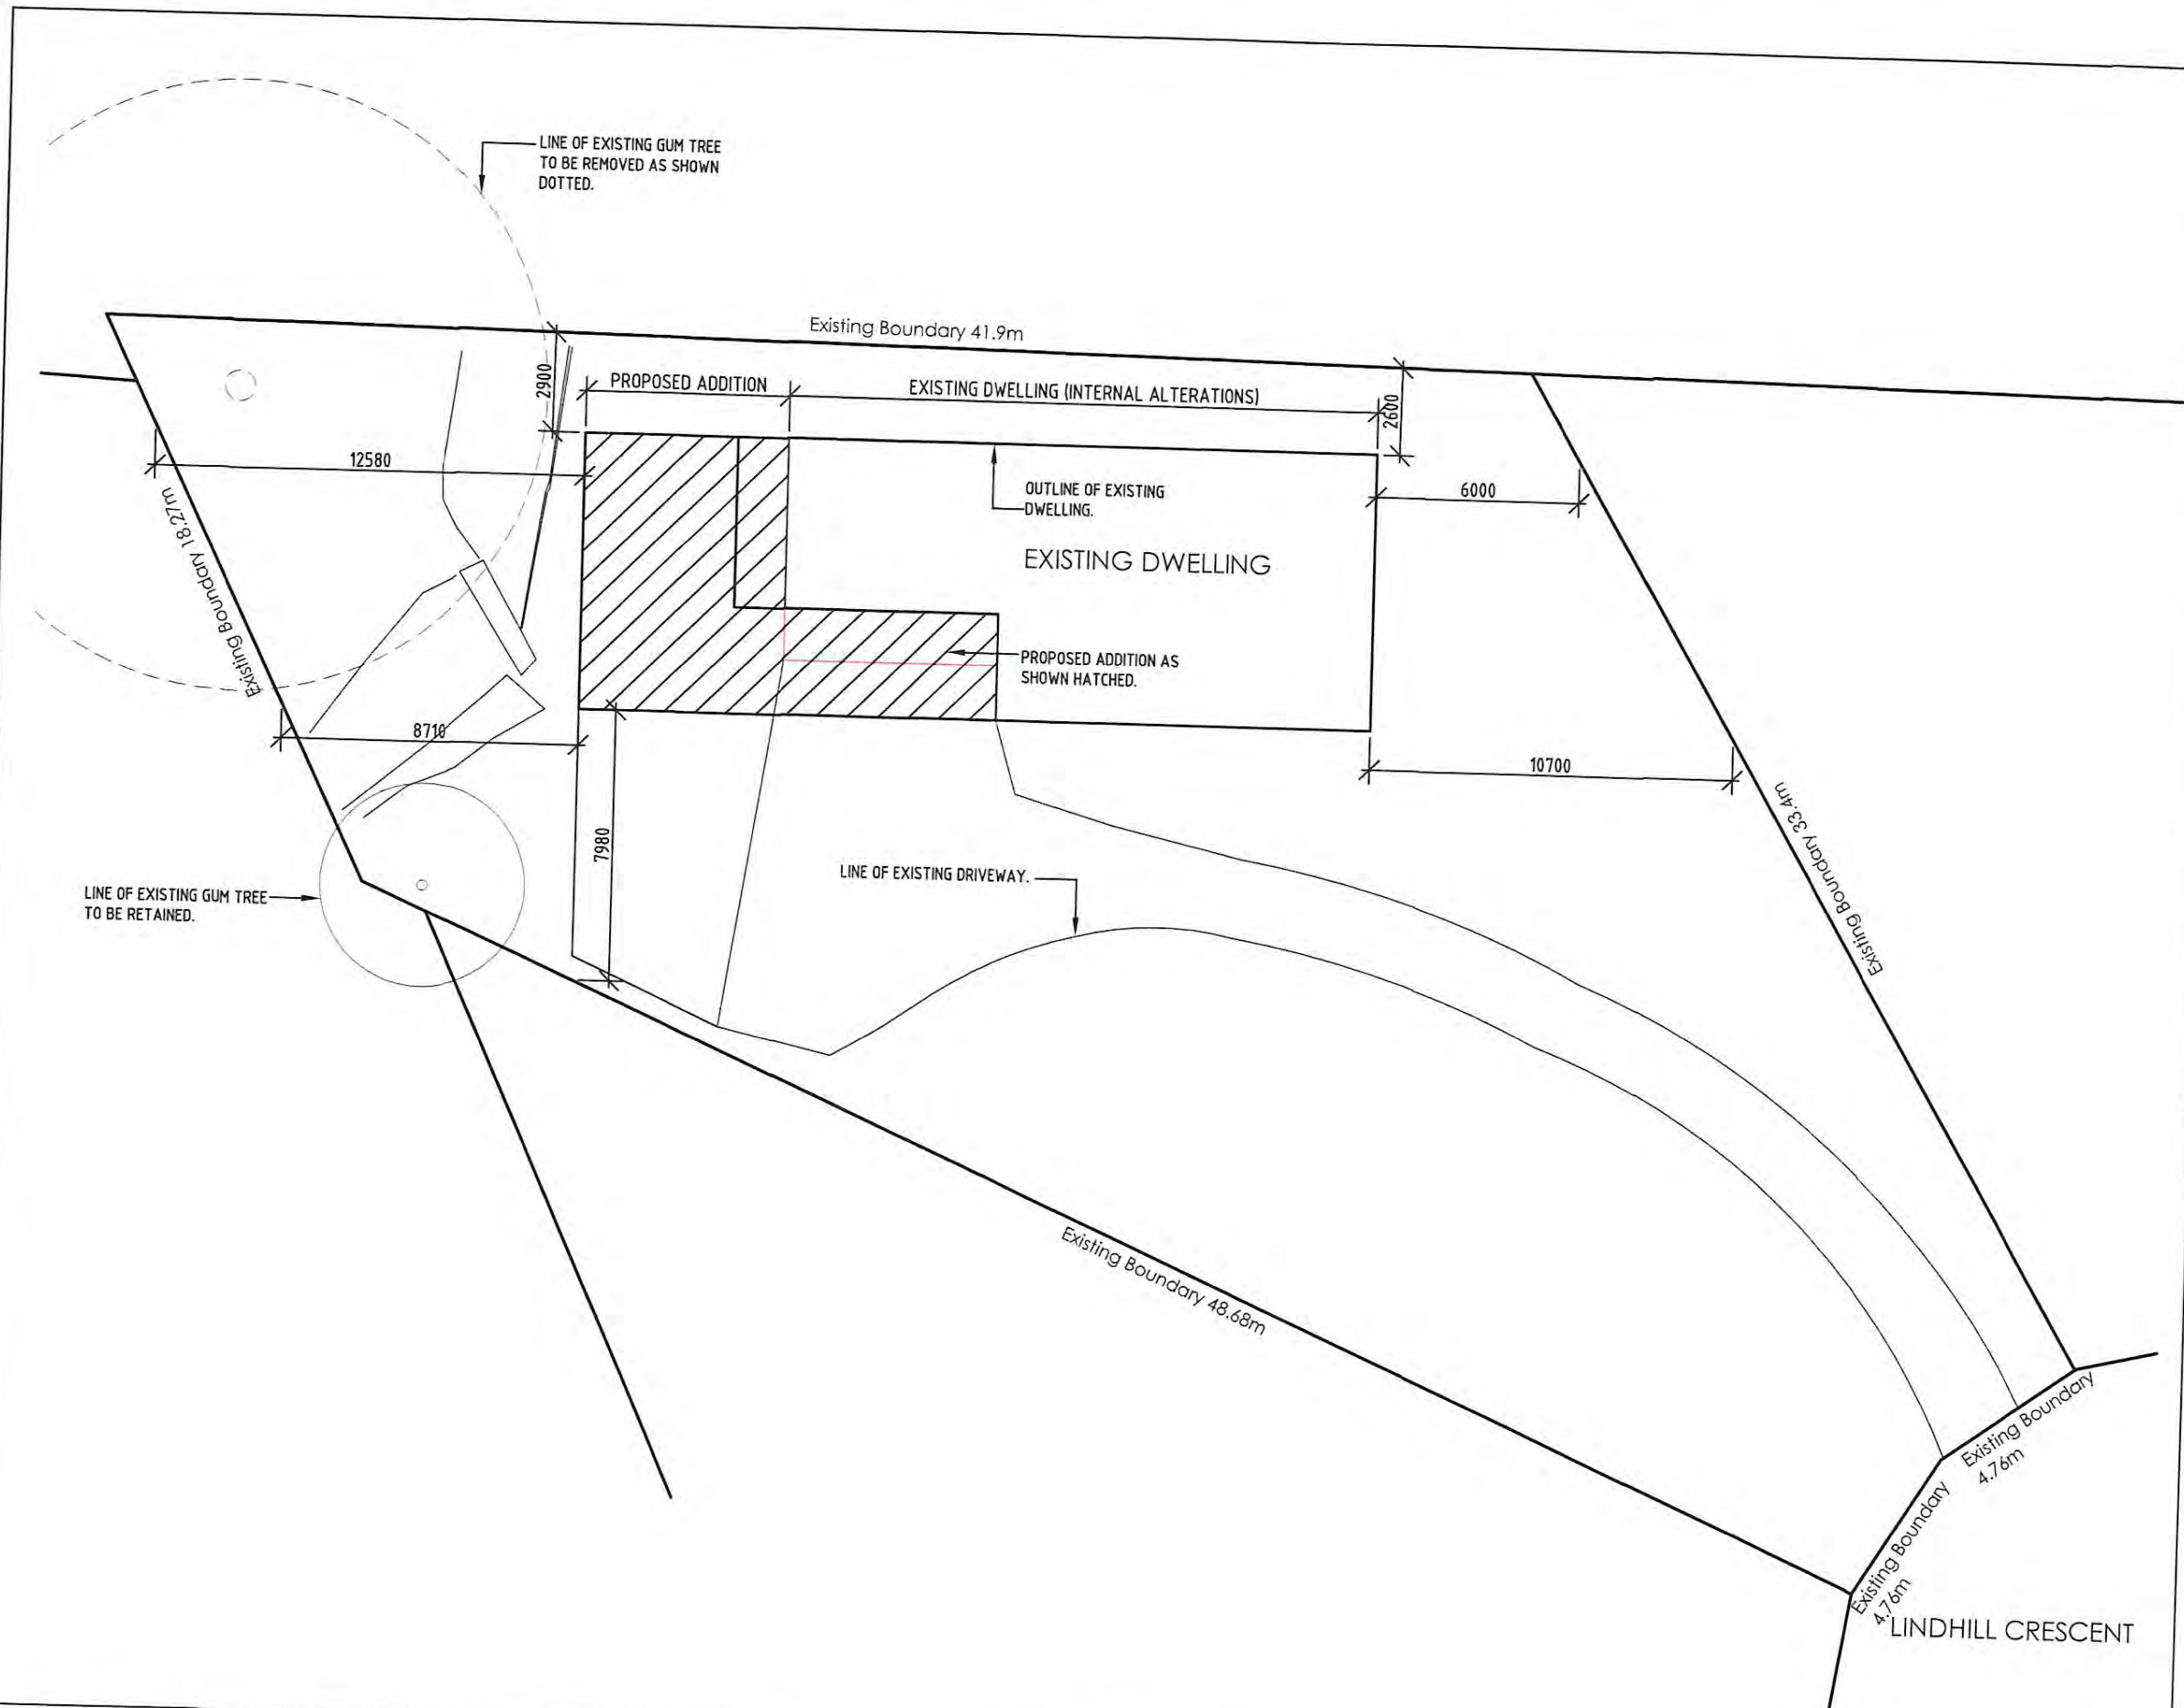 LINE OF EXISTING GUM TREE
TO BE REMOVED AS SHOWN
DOTTED.
Existing Boundary 41.9m
2900
PROPOSED ADDITION
EXISTING DWELLING (INTERNAL ALTERATIONS)
2600
12580
OUTLINE OF EXISTING
DWELLING.
6000
Existing Boundary 18.27m
EXISTING DWELLING
PROPOSED ADDITION AS
SHOWN HATCHED.
8710
10700
7980
Existing Boundary 33.4m
LINE OF EXISTING GUM TREE
TO BE RETAINED.
LINE OF EXISTING DRIVEWAY.
Existing Boundary 48.68m
Existing Boundary
4.76m
Existing Boundary
4.76m
LINDHILL CRESCENT